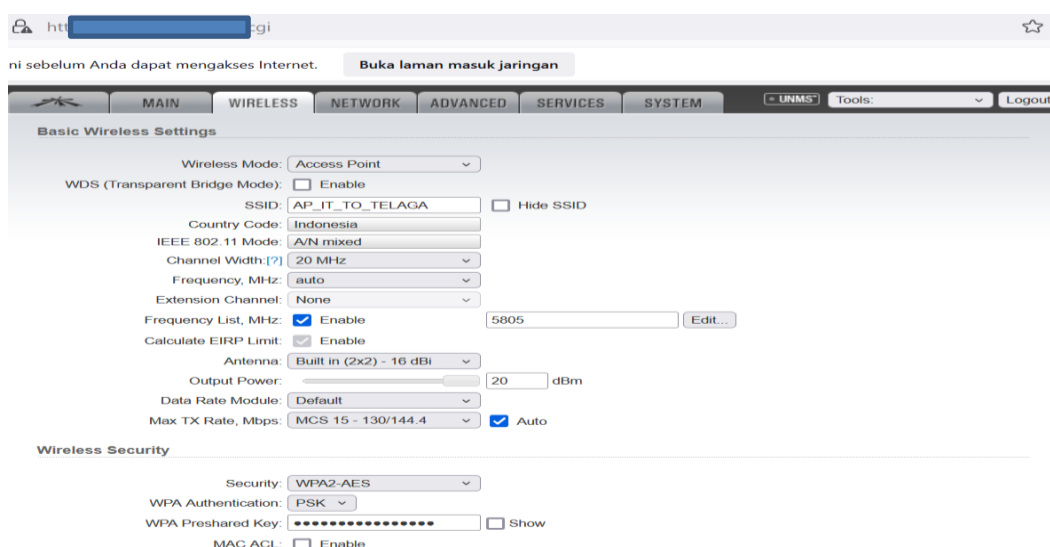 htt cgi
ni sebelum Anda dapat mengakses Internet. Buka laman masuk jaringan
MAIN WIRELESS NETWORK ADVANCED SERVICES SYSTEM UNMS Tools: Logout
Basic Wireless Settings
Wireless Mode: Access Point
WDS (Transparent Bridge Mode): Enable
SSID: AP_IT_TO_TELAGA Hide SSID
Country Code: Indonesia
IEEE 802.11 Mode: A/N mixed
Channel Width:[?] 20 MHz
Frequency, MHz: auto
Extension Channel: None
Frequency List, MHz: Enable 5805 Edit...
Calculate EIRP Limit: Enable
Antenna: Built in (2x2) - 16 dBi
Output Power: 20 dBm
Data Rate Module: Default
Max TX Rate, Mbps: MCS 15 - 130/144.4 Auto
Wireless Security
Security: WPA2-AES
WPA Authentication: PSK
WPA Preshared Key: •••••••••••••••• Show
MAC ACL: Enable